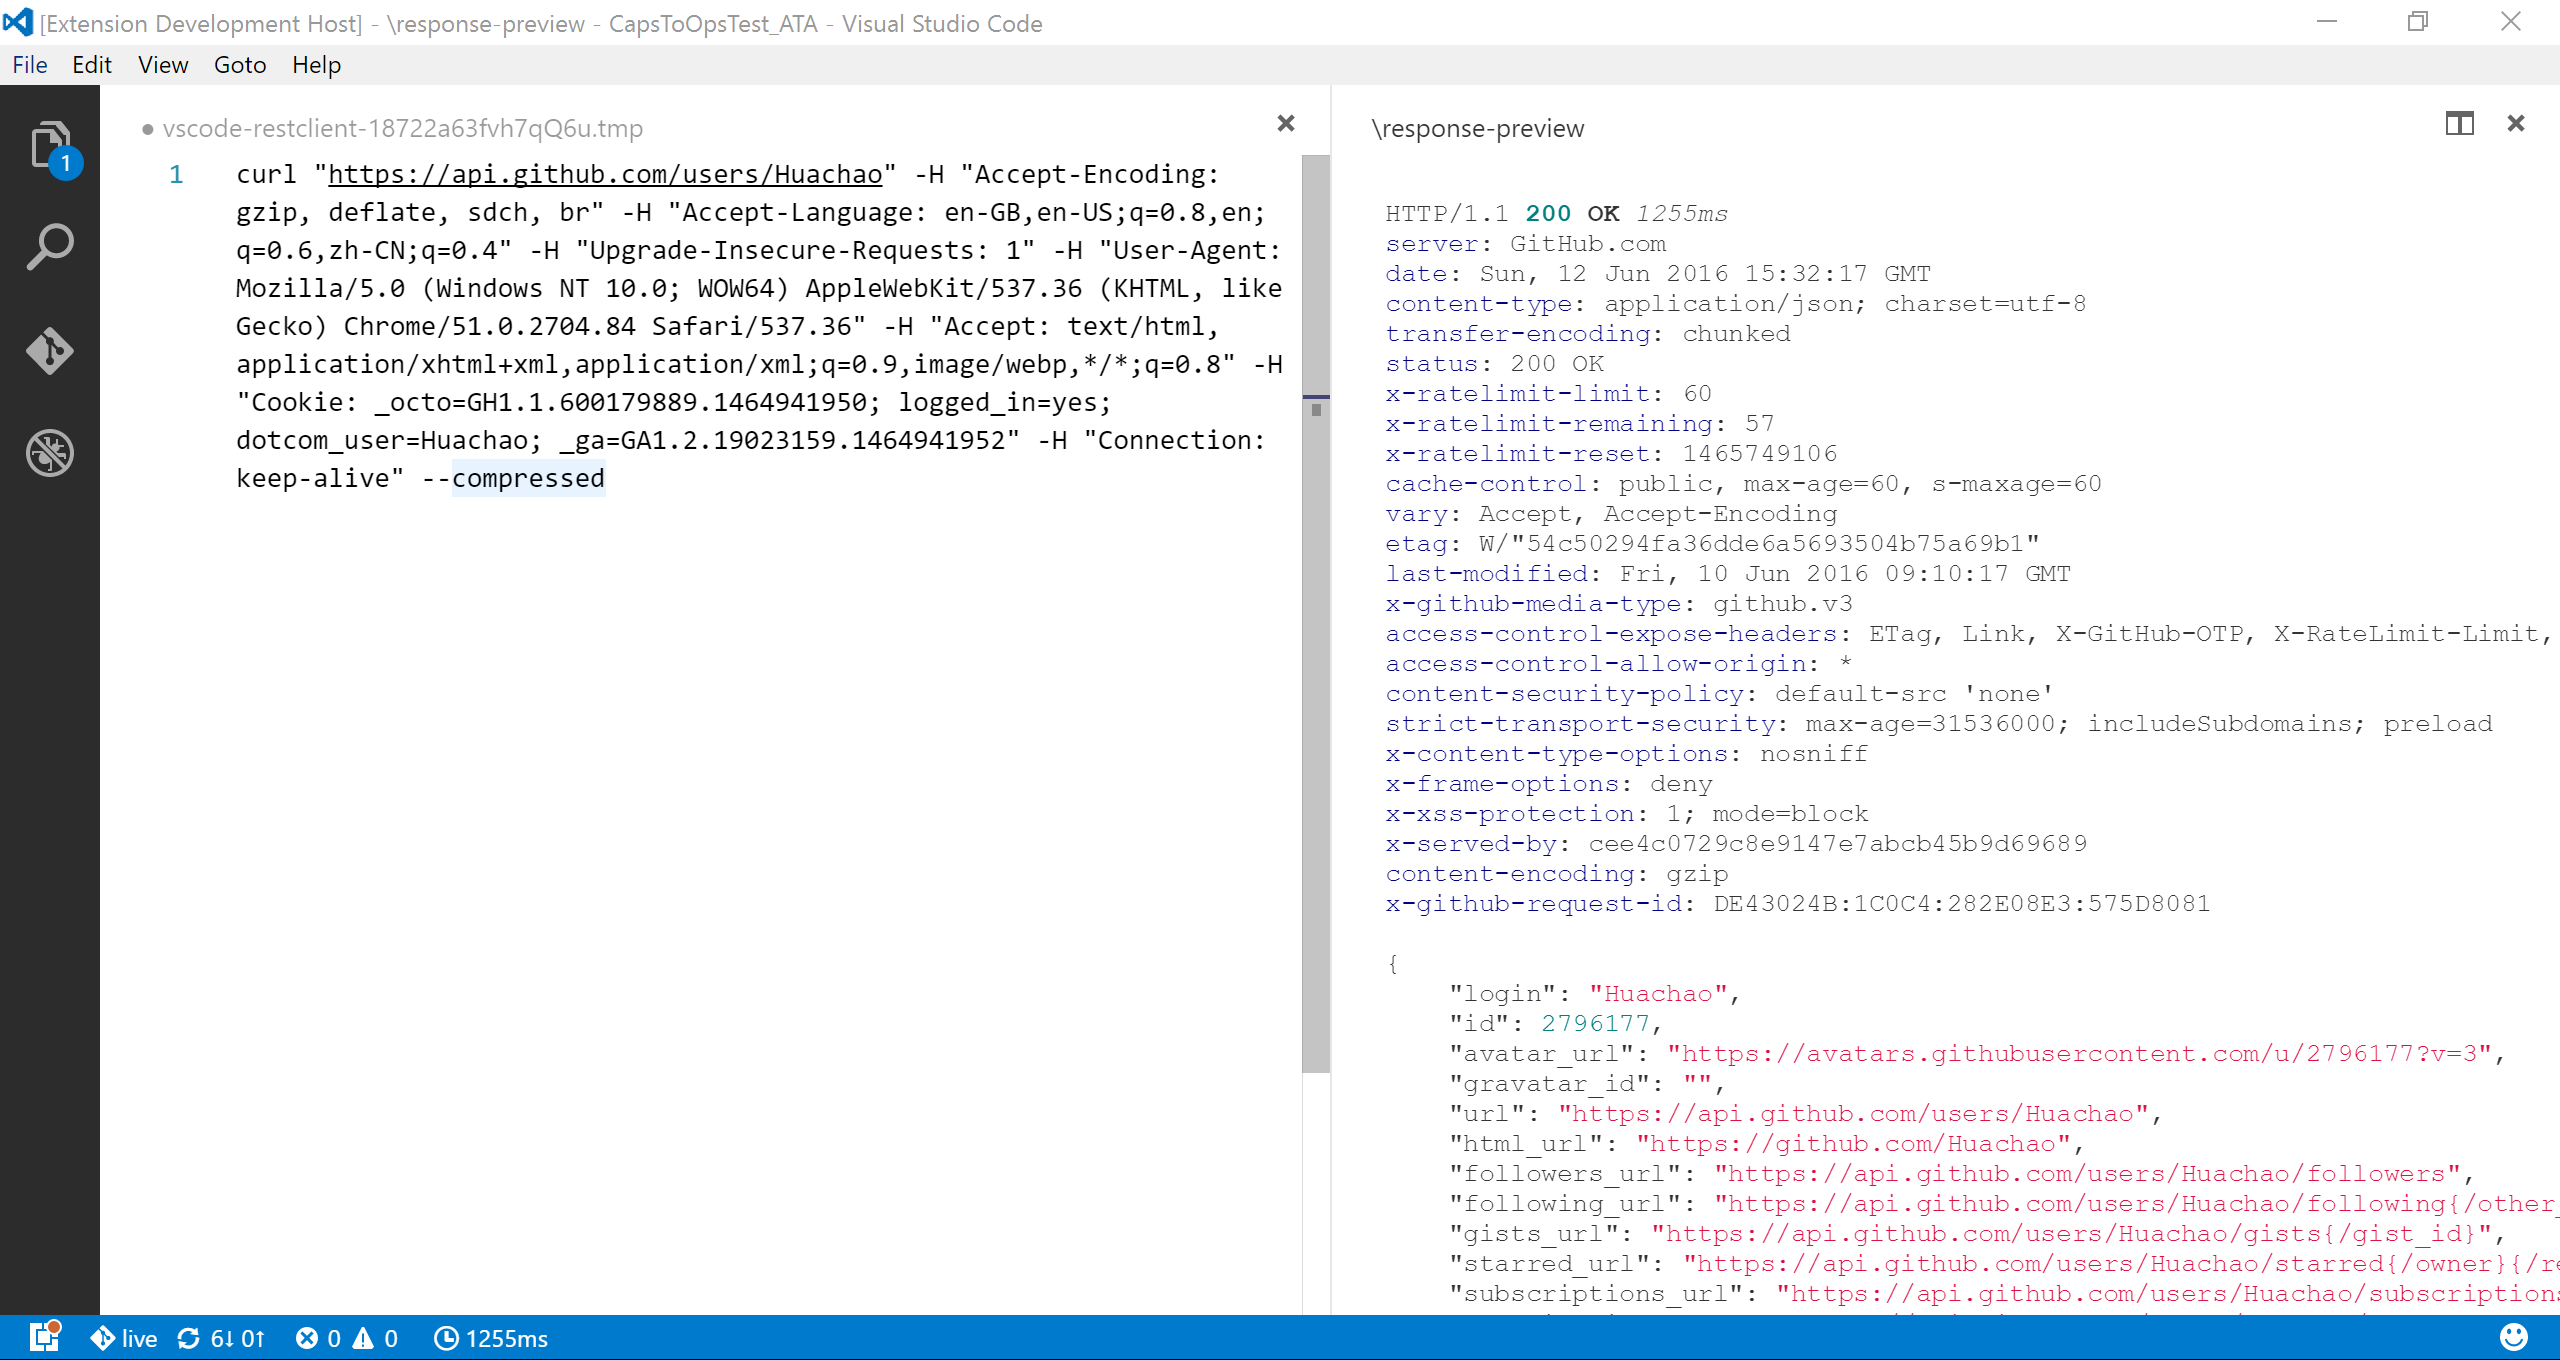 [Extension Development Host] - \response-preview - CapsToOpsTest_ATA - Visual Studio Code
File Edit View Goto Help
1
vscode-restclient-18722a63fvh7qQ6u.tmp
1 curl "https://api.github.com/users/Huachao" -H "Accept-Encoding:
gzip, deflate, sdch, br" -H "Accept-Language: en-GB,en-US;q=0.8,en;
q=0.6,zh-CN;q=0.4" -H "Upgrade-Insecure-Requests: 1" -H "User-Agent:
Mozilla/5.0 (Windows NT 10.0; WOW64) AppleWebKit/537.36 (KHTML, like
Gecko) Chrome/51.0.2704.84 Safari/537.36" -H "Accept: text/html,
application/xhtml+xml,application/xml;q=0.9,image/webp,*/*;q=0.8" -H
"Cookie: _octo=GH1.1.600179889.1464941950; logged_in=yes;
dotcom_user=Huachao; _ga=GA1.2.19023159.1464941952" -H "Connection:
keep-alive" --compressed
\response-preview
HTTP/1.1 200 OK 1255ms
server: GitHub.com
date: Sun, 12 Jun 2016 15:32:17 GMT
content-type: application/json; charset=utf-8
transfer-encoding: chunked
status: 200 OK
x-ratelimit-limit: 60
x-ratelimit-remaining: 57
x-ratelimit-reset: 1465749106
cache-control: public, max-age=60, s-maxage=60
vary: Accept, Accept-Encoding
etag: W/"54c50294fa36dde6a5693504b75a69b1"
last-modified: Fri, 10 Jun 2016 09:10:17 GMT
x-github-media-type: github.v3
access-control-expose-headers: ETag, Link, X-GitHub-OTP, X-RateLimit-Limit,
access-control-allow-origin: *
content-security-policy: default-src 'none'
strict-transport-security: max-age=31536000; includeSubdomains; preload
x-content-type-options: nosniff
x-frame-options: deny
x-xss-protection: 1; mode=block
x-served-by: cee4c0729c8e9147e7abcb45b9d69689
content-encoding: gzip
x-github-request-id: DE43024B:1C0C4:282E08E3:575D8081
{
"login": "Huachao",
"id": 2796177,
"avatar_url": "https://avatars.githubusercontent.com/u/2796177?v=3",
"gravatar_id": "",
"url": "https://api.github.com/users/Huachao",
"html_url": "https://github.com/Huachao",
"followers_url": "https://api.github.com/users/Huachao/followers",
"following_url": "https://api.github.com/users/Huachao/following{/other_
"gists_url": "https://api.github.com/users/Huachao/gists{/gist_id}",
"starred_url": "https://api.github.com/users/Huachao/starred{/owner}{/re
"subscriptions_url": "https://api.github.com/users/Huachao/subscriptions
live 6↓ 0↑ 0 0 1255ms